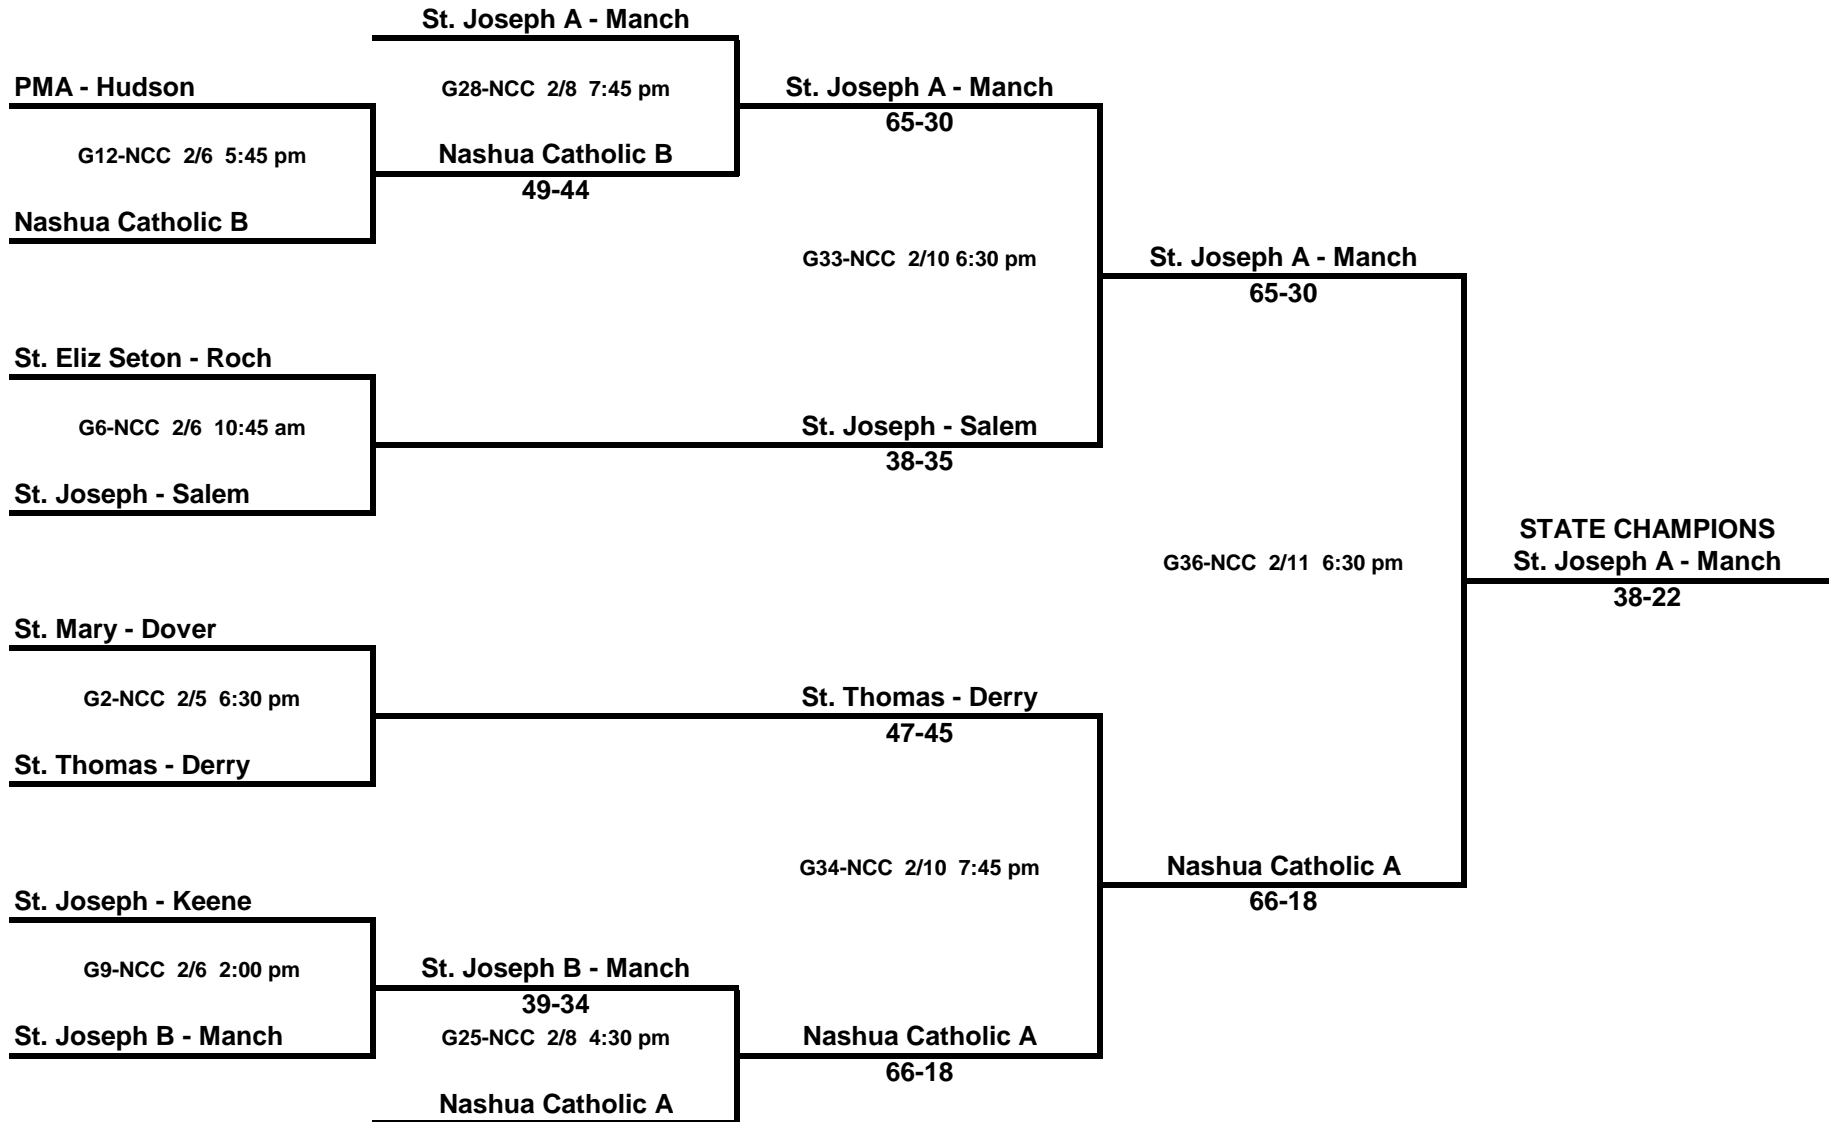 St. Joseph A - Manch
PMA - Hudson
G28-NCC 2/8 7:45 pm
St. Joseph A - Manch
65-30
G12-NCC 2/6 5:45 pm
Nashua Catholic B
49-44
Nashua Catholic B
G33-NCC 2/10 6:30 pm
St. Joseph A - Manch
65-30
St. Eliz Seton - Roch
G6-NCC 2/6 10:45 am
St. Joseph - Salem
38-35
St. Joseph - Salem
STATE CHAMPIONS
G36-NCC 2/11 6:30 pm
St. Joseph A - Manch
38-22
St. Mary - Dover
G2-NCC 2/5 6:30 pm
St. Thomas - Derry
47-45
St. Thomas - Derry
G34-NCC 2/10 7:45 pm
Nashua Catholic A
66-18
St. Joseph - Keene
G9-NCC 2/6 2:00 pm
St. Joseph B - Manch
39-34
St. Joseph B - Manch
G25-NCC 2/8 4:30 pm
Nashua Catholic A
66-18
Nashua Catholic A